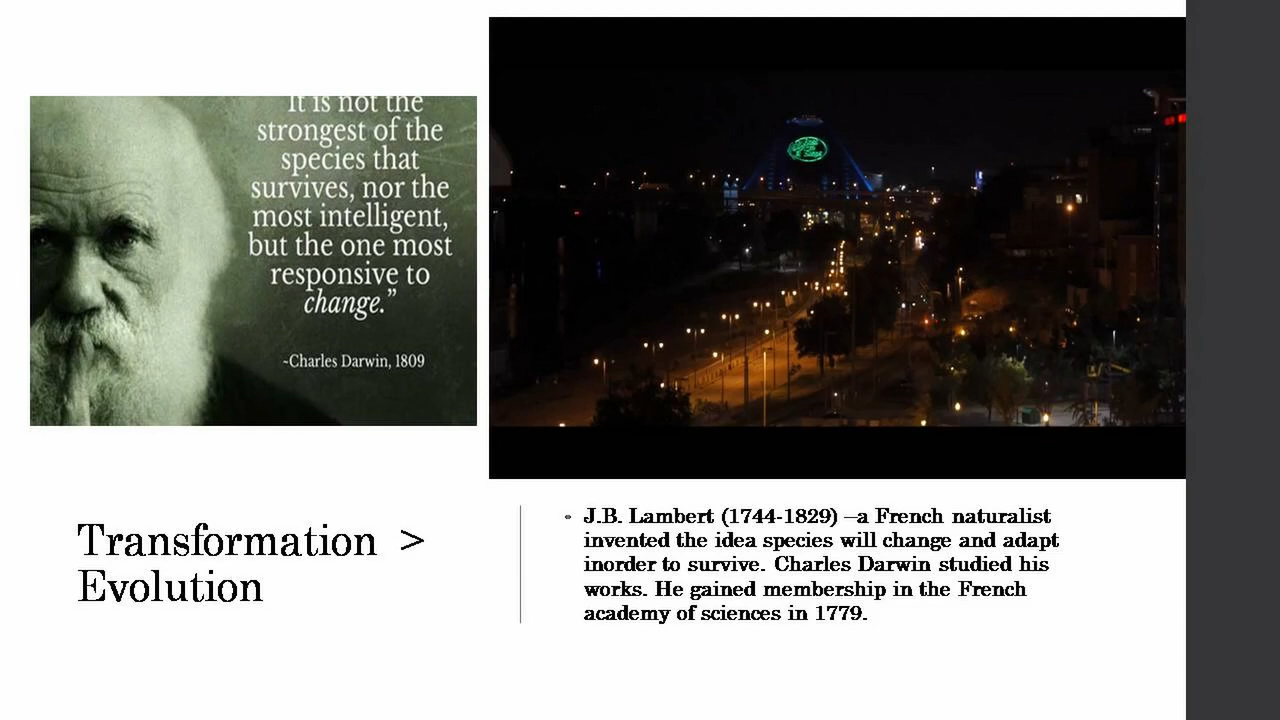 It is not the
strongest of the
species that
survives, nor the
most intelligent,
but the one most
responsive to
change.”
~Charles Darwin, 1809
Transformation >
Evolution
J.B. Lambert (1744-1829) –a French naturalist
invented the idea species will change and adapt
inorder to survive. Charles Darwin studied his
works. He gained membership in the French
academy of sciences in 1779.